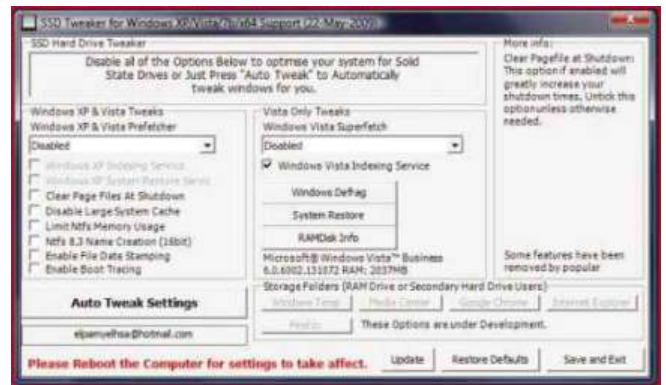 SSD Tweaker for Windows XP/Vista/7b/x64 Support (22-May-2009)
SSD Hard Drive Tweaker
Disable all of the Options Below to optmise your system for Solid
State Drives or Just Press "Auto Tweak" to Automatically
tweak windows for you.
More info:
Clear Pagefile at Shutdown:
This option if enabled will
greatly increase your
shutdown times. Untick this
option unless otherwise
needed.
Some features have been
removed by popular
Windows XP & Vista Tweaks
Windows XP & Vista Prefetcher
Disabled
Windows XP Indexing Service
Windows XP System Restore
Clear Page Files At Shutdown
Disable Large System Cache
Limit Ntfs Memory Usage
Ntfs 8.3 Name Creation (16bit)
Enable File Date Stamping
Enable Boot Tracing
Vista Only Tweaks
Windows Vista Superfetch
Disabled
Windows Vista Indexing Service
Windows Defrag
System Restore
RAMDisk Info
Microsoft® Windows Vista™ Business
6.0.6002.131072 RAM: 2037MB
Auto Tweak Settings
Storage Folders (RAM Drive or Secondary Hard Drive Users)
Windows Temp
Media Center
Google Chrome
Internet Explorer
Firefox
These Options are under Development.
Please Reboot the Computer for settings to take affect.
Update
Restore Defaults
Save and Exit